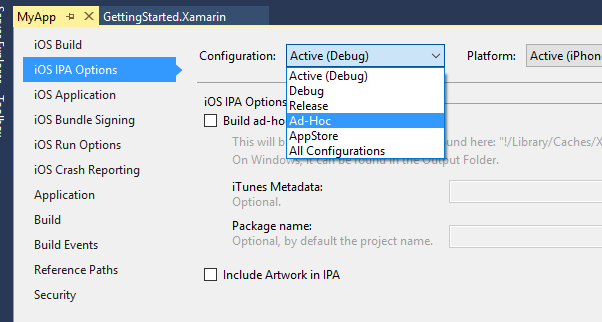 MyApp
GettingStarted.Xamarin
iOS Build
iOS IPA Options
iOS Application
iOS Bundle Signing
iOS Run Options
iOS Crash Reporting
Application
Build
Build Events
Reference Paths
Security
Configuration: Active (Debug) Platform: Active (iPhon
Active (Debug)
Debug
Release
Ad-Hoc
AppStore
All Configurations
iOS IPA Options
Build ad-ho
This will b
ound here: "!/Library/Caches/X
On Windows, it can be found in the Output Folder.
iTunes Metadata:
Optional.
Package name:
Optional, by default the project name.
Include Artwork in IPA
Toolbox